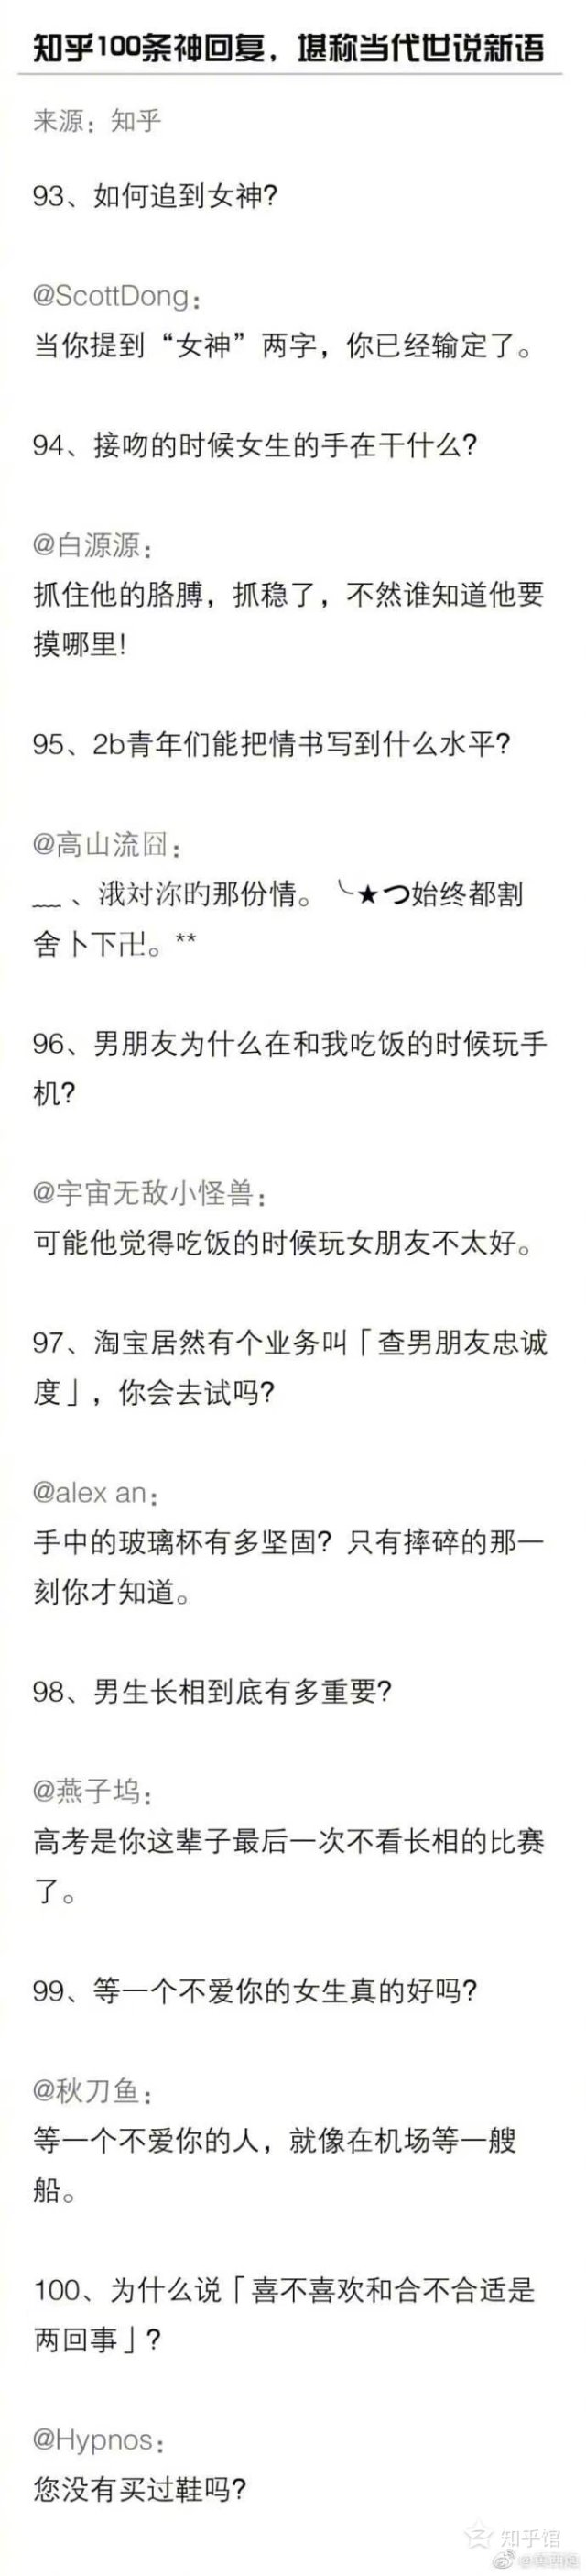 知乎100条神回复，堪称当代世说新语
来源：知乎
93、如何追到女神？
@ScottDong：
当你提到“女神”两字，你已经输定了。
94、接吻的时候女生的手在干什么？
@白源源：
抓住他的胳膊，抓稳了，不然谁知道他要
摸哪里!
95、2b青年们能把情书写到什么水平？
@高山流囧：
﹏、涐対沵旳那份情。╰★つ始终都割
舍卜下卍。**
96、男朋友为什么在和我吃饭的时候玩手
机？
@宇宙无敌小怪兽：
可能他觉得吃饭的时候玩女朋友不太好。
97、淘宝居然有个业务叫「查男朋友忠诚
度」，你会去试吗？
@alex an：
手中的玻璃杯有多坚固？只有摔碎的那一
刻你才知道。
98、男生长相到底有多重要？
@燕子坞：
高考是你这辈子最后一次不看长相的比赛
了。
99、等一个不爱你的女生真的好吗？
@秋刀鱼：
等一个不爱你的人，就像在机场等一艘
船。
100、为什么说「喜不喜欢和合不合适是
两回事」？
@Hypnos：
您没有买过鞋吗？
知乎馆